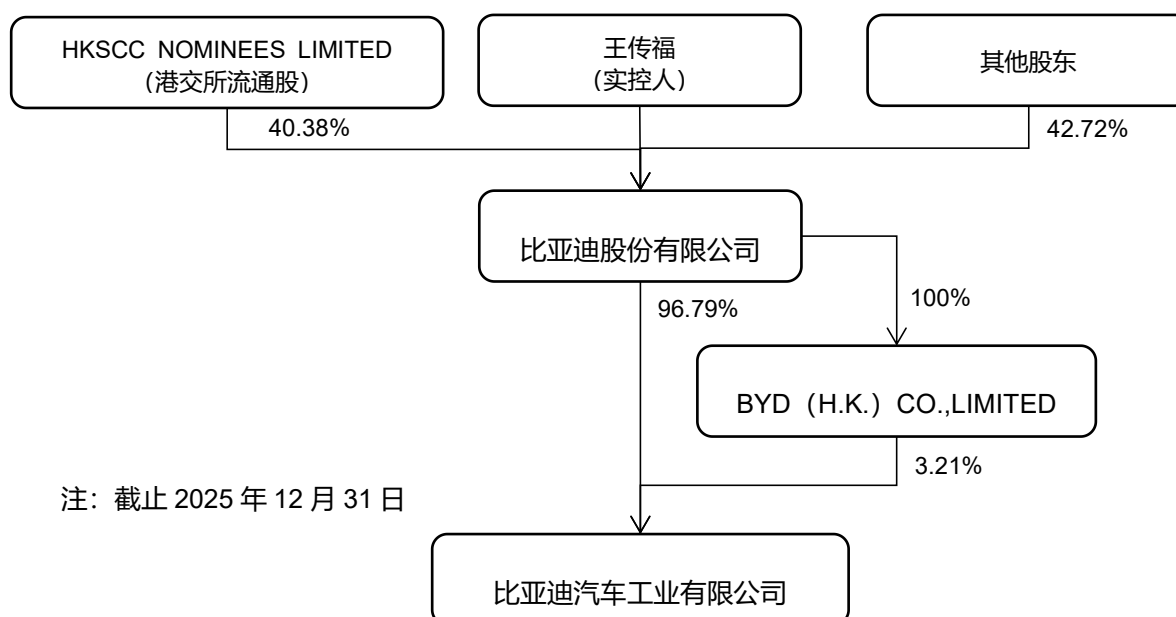 HKSCC NOMINEES LIMITED
（港交所流通股）
王传福
（实控人）
其他股东
40.38%
42.72%
比亚迪股份有限公司
96.79%
100%
BYD（H.K.）CO.,LIMITED
3.21%
注：截止 2025 年 12 月 31 日
比亚迪汽车工业有限公司